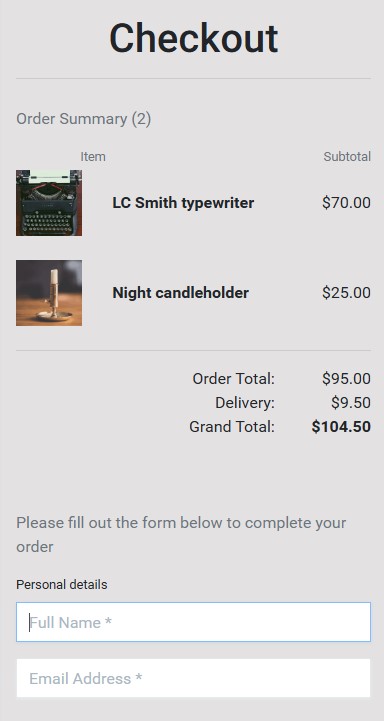 Checkout
Order Summary (2)
Item Subtotal
LC Smith typewriter $70.00
Night candleholder $25.00
Order Total: $95.00
Delivery: $9.50
Grand Total: $104.50
Please fill out the form below to complete your
order
Personal details
Full Name *
Email Address *